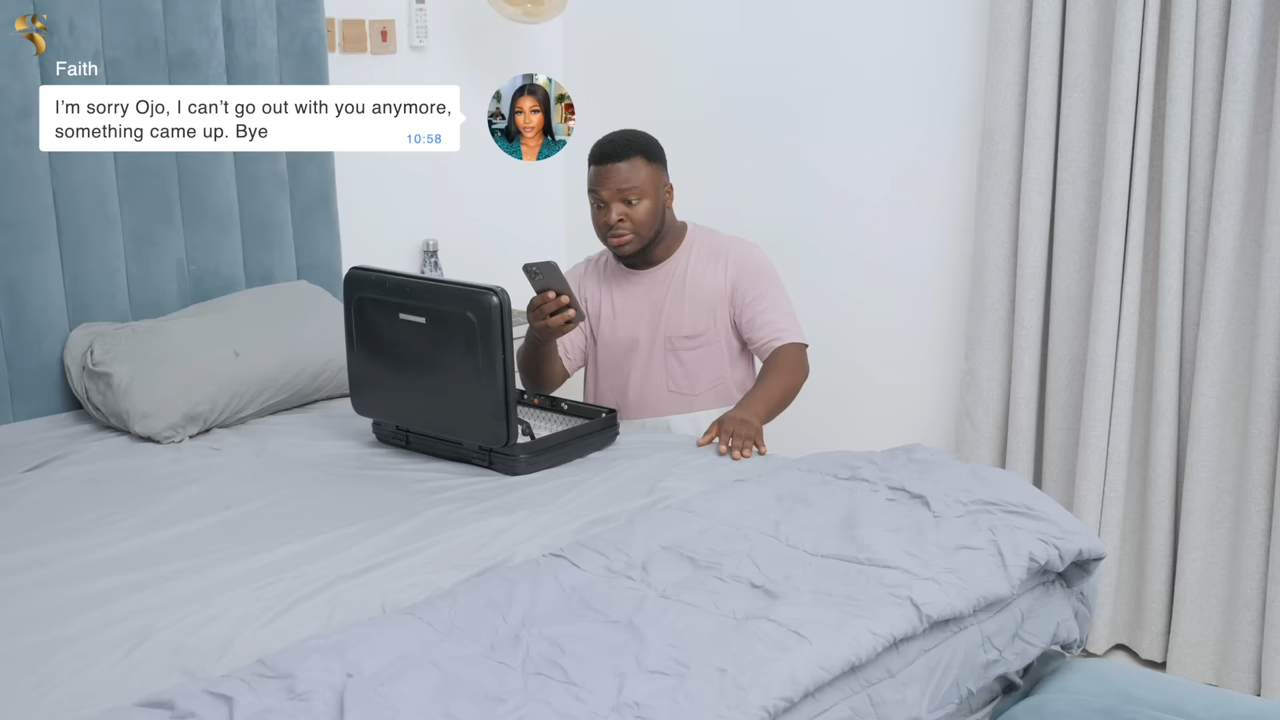 Faith
I’m sorry Ojo, I can’t go out with you anymore,
something came up. Bye
10:58